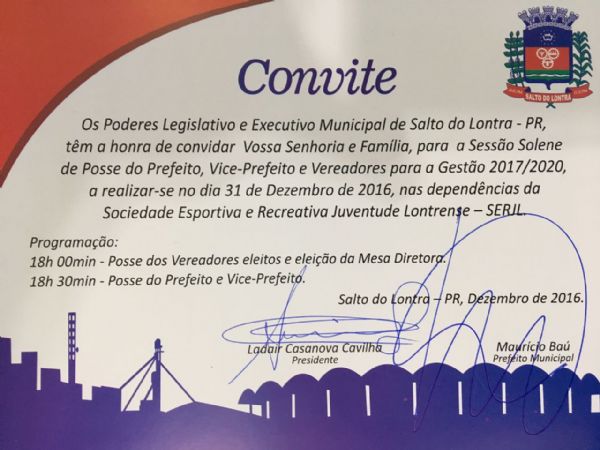 Convite
SALTO DO LONTRA
Os Poderes Legislativo e Executivo Municipal de Salto do Lontra - PR,
têm a honra de convidar Vossa Senhoria e Família, para a Sessão Solene
de Posse do Prefeito, Vice-Prefeito e Vereadores para a Gestão 2017/2020,
a realizar-se no dia 31 de Dezembro de 2016, nas dependências da
Sociedade Esportiva e Recreativa Juventude Lontrense – SERJL.
Programação:
18h 00min - Posse dos Vereadores eleitos e eleição da Mesa Diretora.
18h 30min - Posse do Prefeito e Vice-Prefeito.
Salto do Lontra – PR, Dezembro de 2016.
Ladair Casanova Cavilha
Presidente
Maurício Baú
Prefeito Municipal